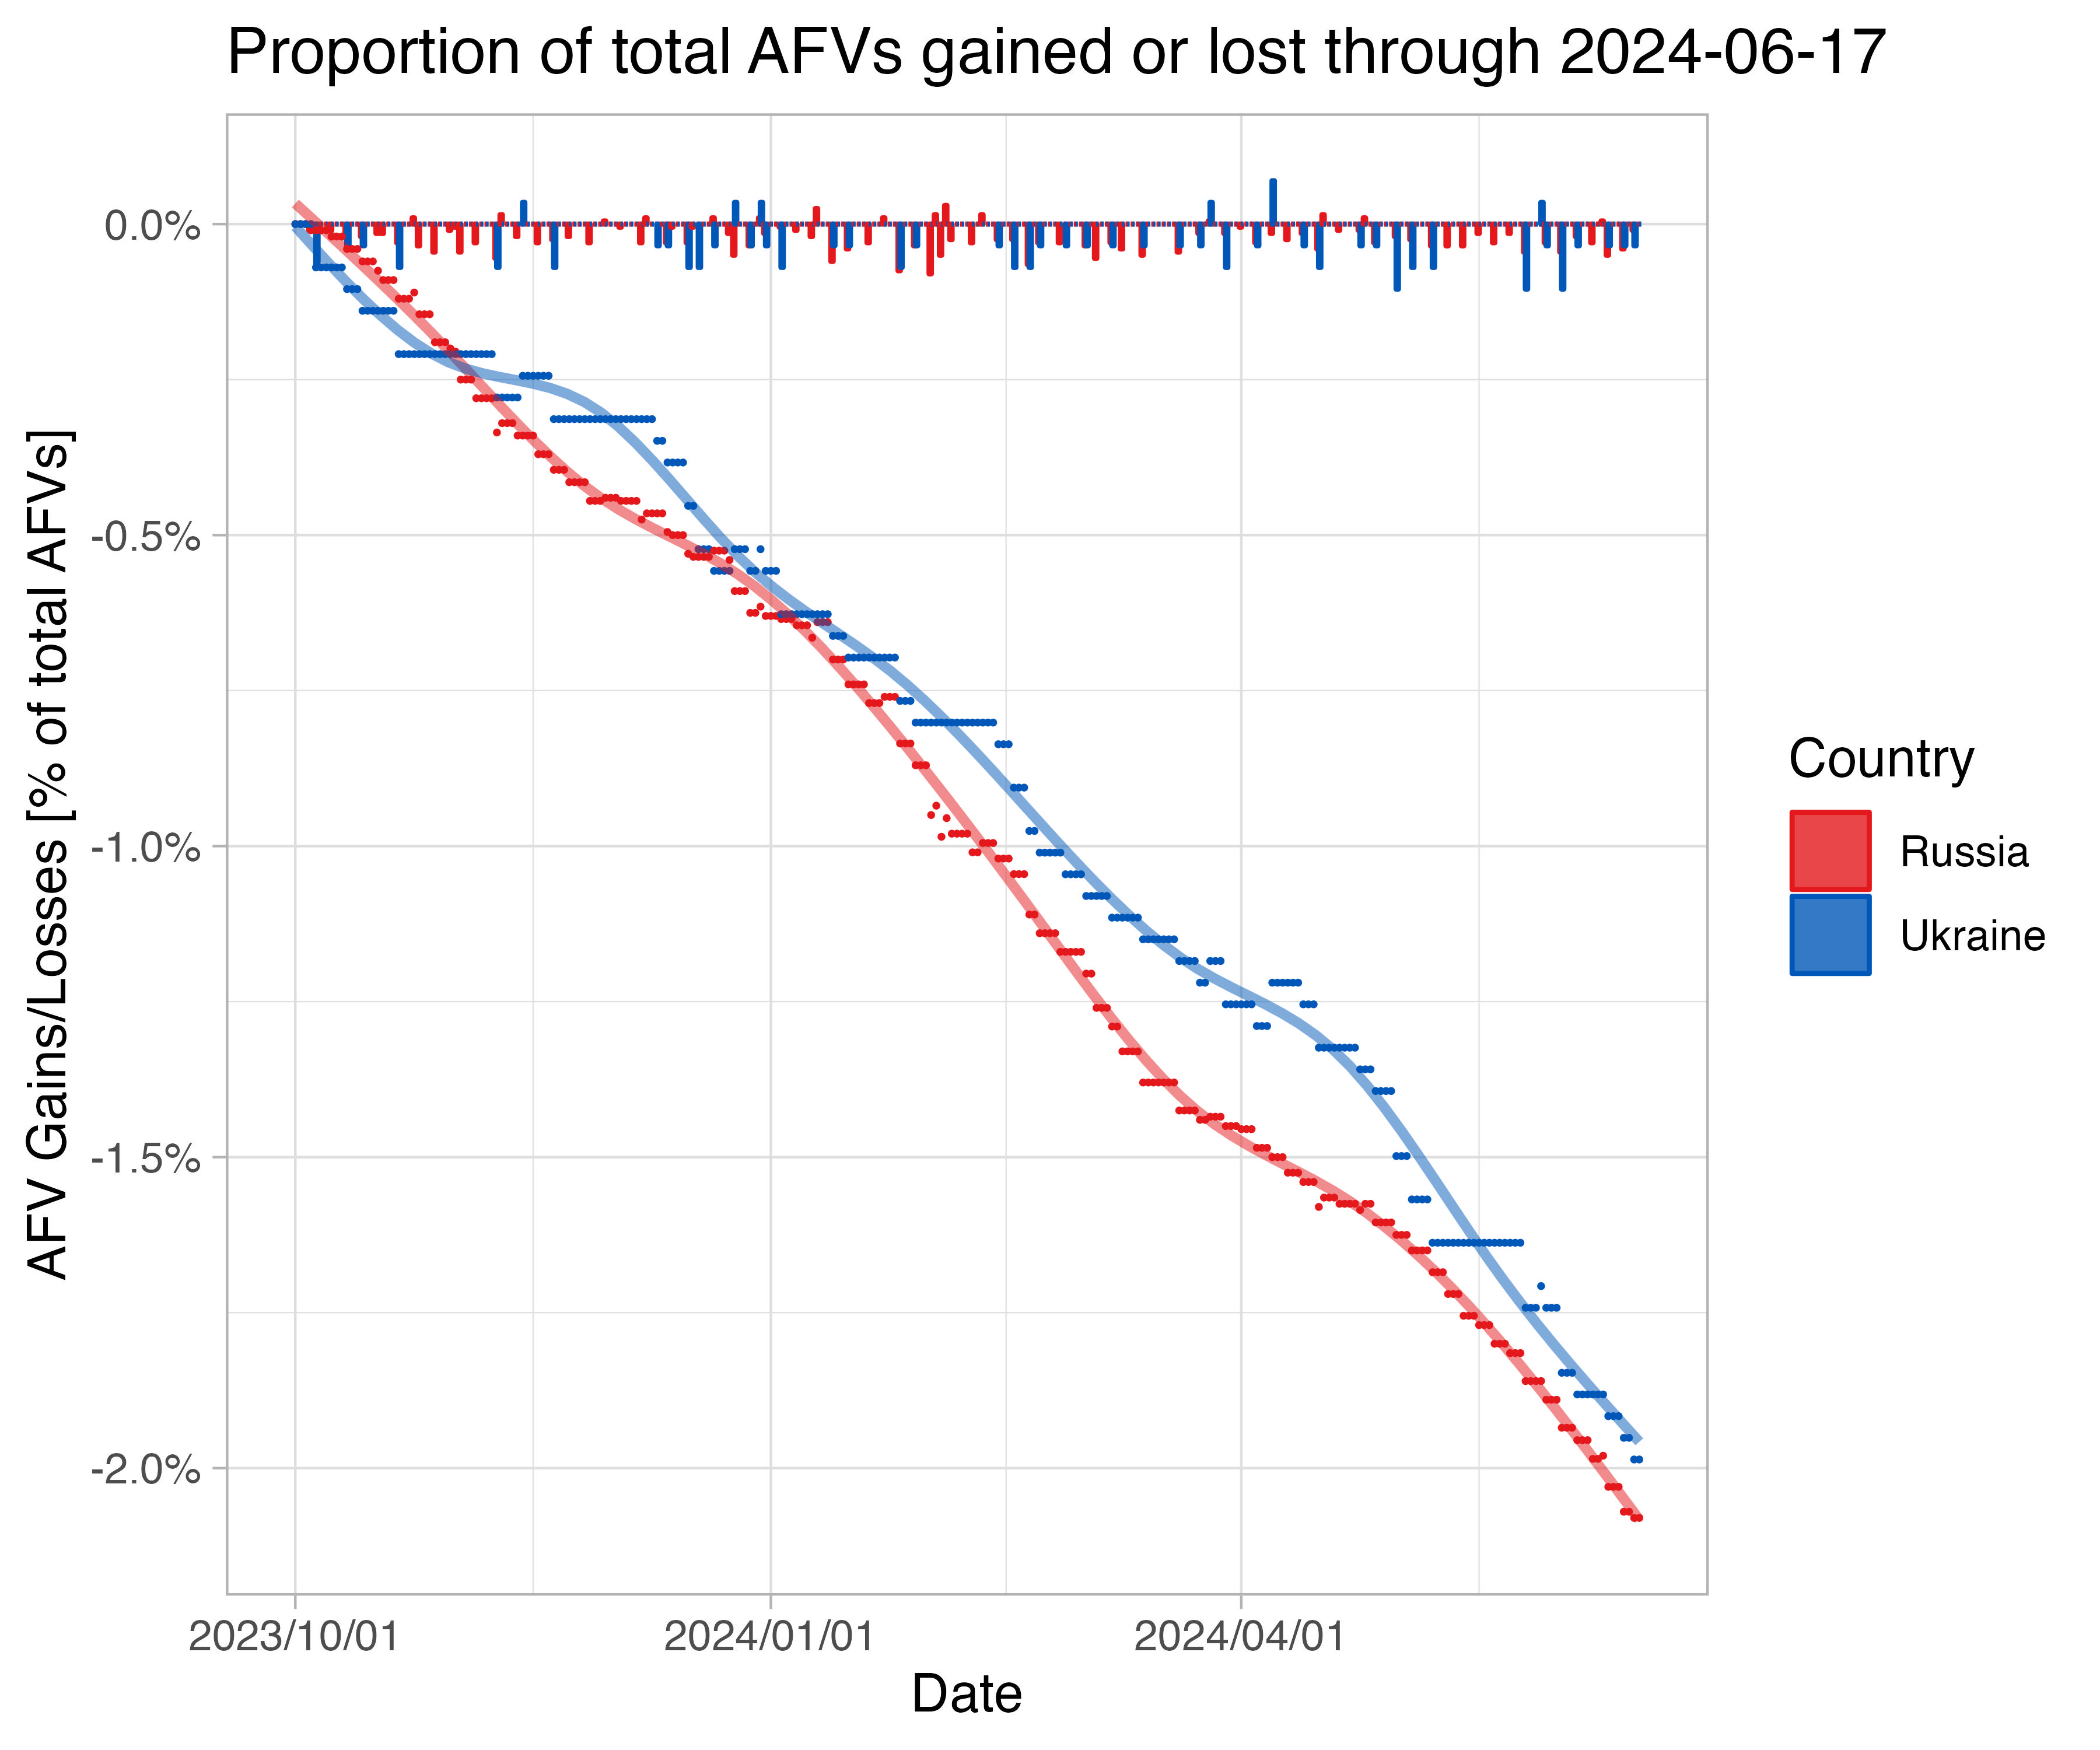 Proportion of total AFVs gained or lost through 2024-06-17
AFV Gains/Losses [% of total AFVs]
0.0%
-0.5%
-1.0%
-1.5%
-2.0%
2023/10/01
2024/01/01
2024/04/01
Date
Country
Russia
Ukraine